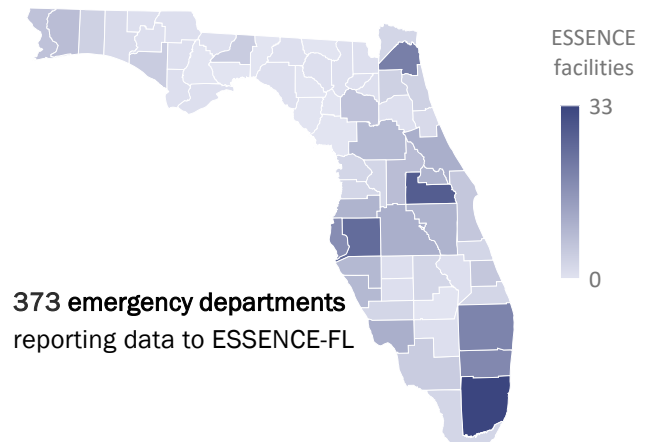 ESSENCE
facilities
33
0
373 emergency departments
reporting data to ESSENCE-FL